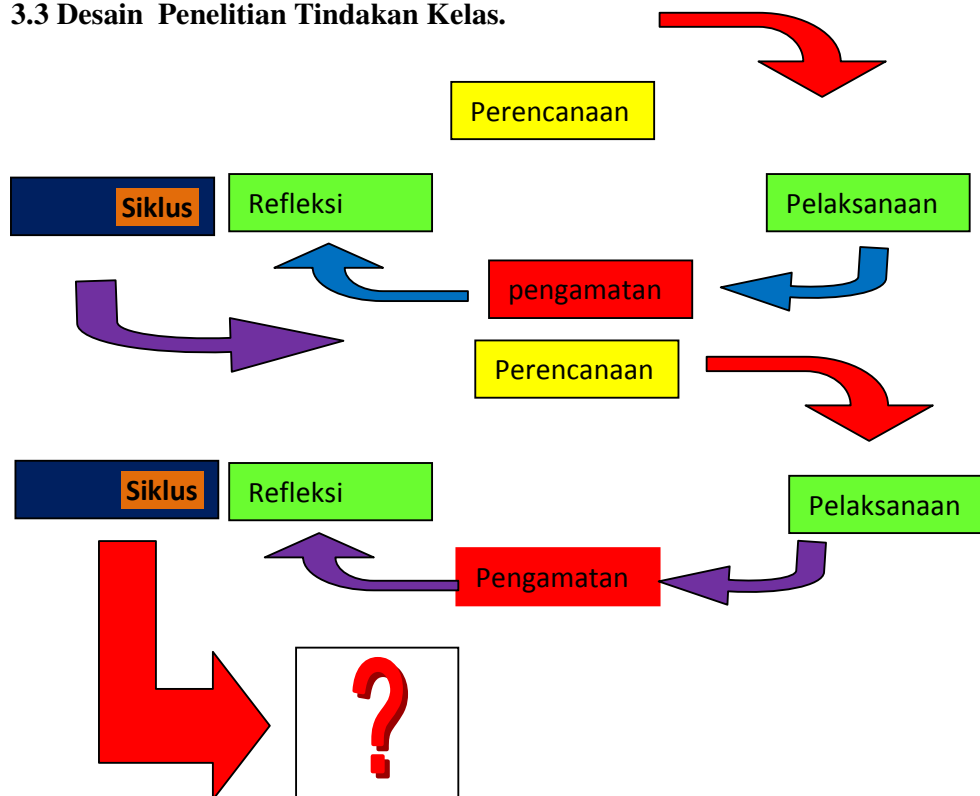 3.3 Desain Penelitian Tindakan Kelas.
Perencanaan
Siklus Refleksi Pelaksanaan
pengamatan
Perencanaan
Siklus Refleksi Pelaksanaan
Pengamatan
?